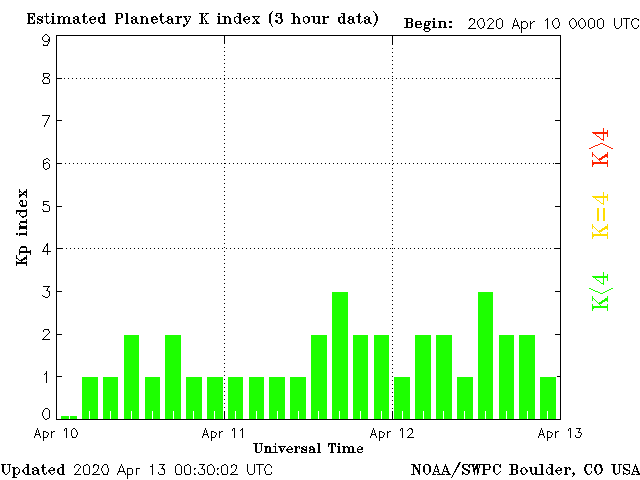 Estimated Planetary K index (3 hour data)
Begin: 2020 Apr 10 0000 UTC
9
8
7
6
5
4
3
2
1
0
Kp index
K>4
K=4
K<4
Apr 10
Apr 11
Apr 12
Apr 13
Universal Time
Updated 2020 Apr 13 00:30:02 UTC
NOAA/SWPC Boulder, CO USA